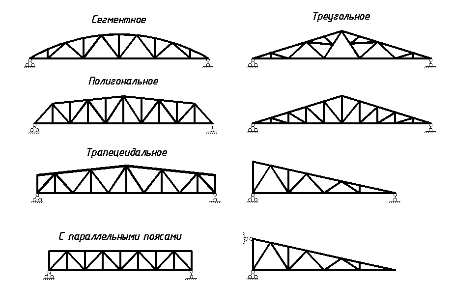 Сегментное
Треугольное
Полигональное
Трапецеидальное
С параллельными поясами